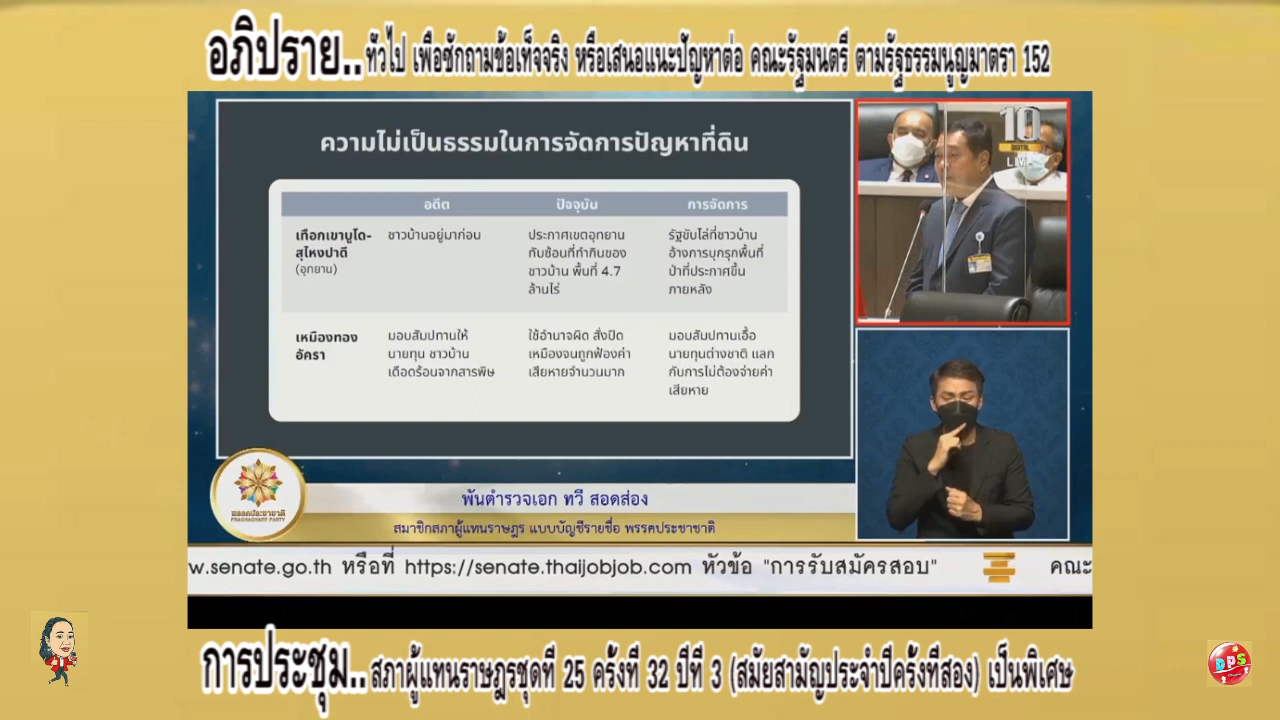 อภิปราย.. ทั่วไป เพื่อซักถามข้อเท็จจริง หรือเสนอแนะปัญหาต่อ คณะรัฐมนตรี ตามรัฐธรรมนูญมาตรา 152
ความไม่เป็นธรรมในการจัดการปัญหาที่ดิน
อดีต ปัจจุบัน การจัดการ
เทือกเขาบูโด-
สุไหงปาดี
(อุทยาน)
ชาวบ้านอยู่มาก่อน
ประกาศเขตอุทยาน
ทับซ้อนที่ทำกินของ
ชาวบ้าน พื้นที่ 4.7
ล้านไร่
รัฐขับไล่ที่ชาวบ้าน
อ้างการบุกรุกพื้นที่
ป่าที่ประกาศขึ้น
ภายหลัง
เหมืองทอง
อัครา
มอบสัมปทานให้
นายทุน ชาวบ้าน
เดือดร้อนจากสารพิษ
ใช้อำนาจผิด สั่งปิด
เหมืองจนถูกฟ้องค่า
เสียหายจำนวนมาก
มอบสัมปทานเอื้อ
นายทุนต่างชาติ แลก
กับการไม่ต้องจ่ายค่า
เสียหาย
10
DIGITAL
LIVE
พรรคประชาชาติ
PRACHACHART PARTY
พันตำรวจเอก ทวี สอดส่อง
สมาชิกสภาผู้แทนราษฎร แบบบัญชีรายชื่อ พรรคประชาชาติ
w.senate.go.th หรือที่ https://senate.thaijobjob.com หัวข้อ "การรับสมัครสอบ" คณะ
การประชุม.. สภาผู้แทนราษฎรชุดที่ 25 ครั้งที่ 32 ปีที่ 3 (สมัยสามัญประจำปีครั้งที่สอง) เป็นพิเศษ
DPS